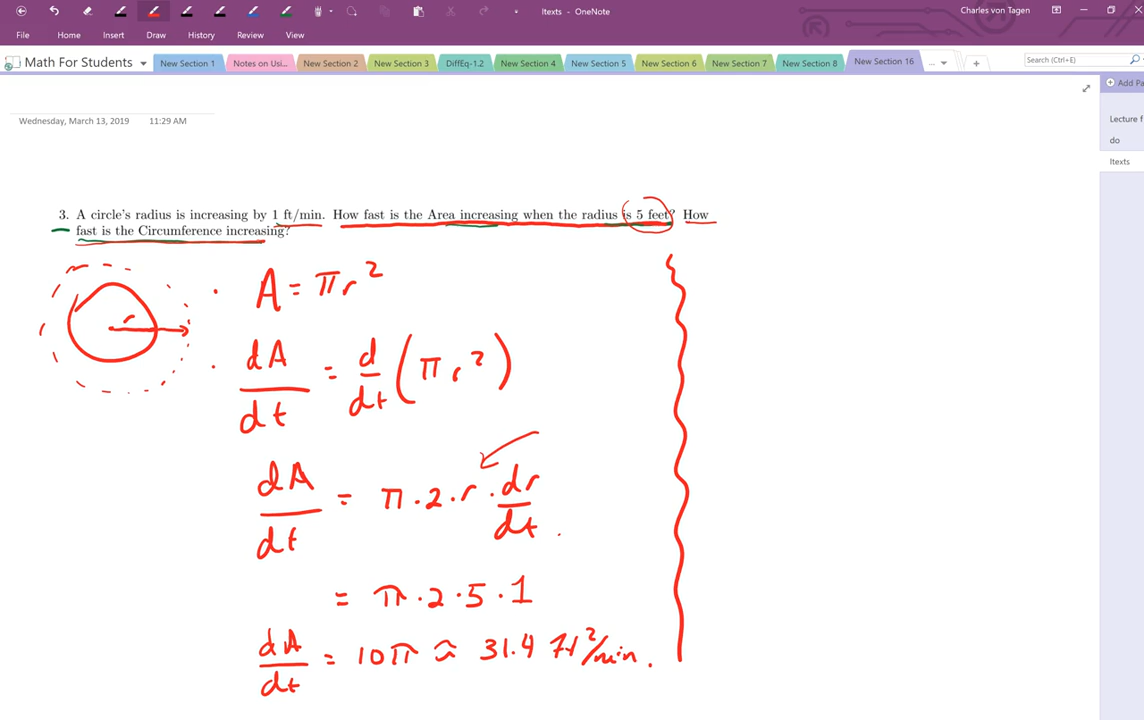 Itexts - OneNote
Charles von Tagen
File Home Insert Draw History Review View
Math For Students
New Section 1 Notes on Usi... New Section 2 New Section 3 DiffEq-1.2 New Section 4 New Section 5 New Section 6 New Section 7 New Section 8 New Section 16 ... +
Search (Ctrl+E)
Add Pa
Lecture f
do
Itexts
Wednesday, March 13, 2019 11:29 AM
3. A circle's radius is increasing by 1 ft/min. How fast is the Area increasing when the radius is 5 feet? How
fast is the Circumference increasing?
r
A = πr²
dA/dt = d/dt (πr²)
dA/dt = π · 2 · r · dr/dt
= π · 2 · 5 · 1
dA/dt = 10π ≈ 31.4 ft²/min.